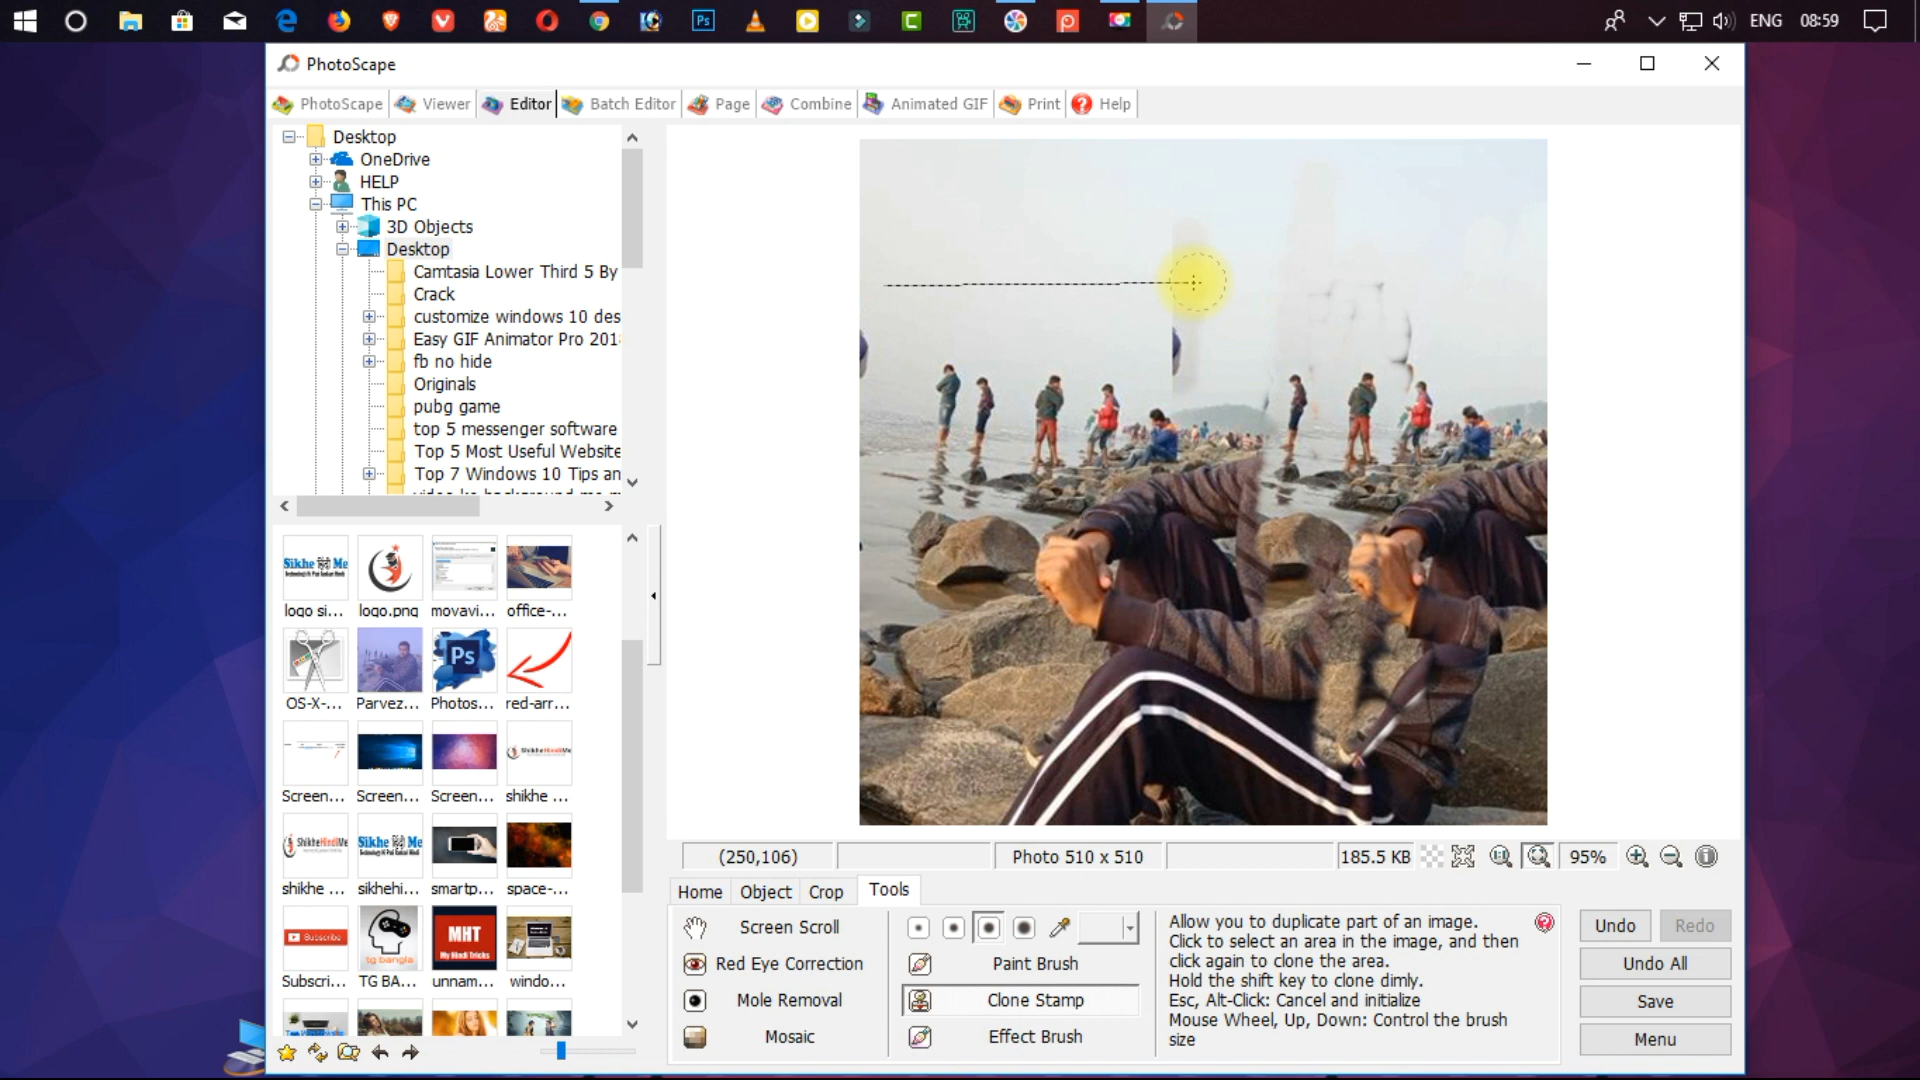 ENG 08:59
PhotoScape
PhotoScape Viewer Editor Batch Editor Page Combine Animated GIF Print Help
Desktop
OneDrive
HELP
This PC
3D Objects
Desktop
Camtasia Lower Third 5 By
Crack
customize windows 10 des
Easy GIF Animator Pro 201
fb no hide
Originals
pubg game
top 5 messenger software
Top 5 Most Useful Website
Top 7 Windows 10 Tips an
logo si... logo.png movavi... office-...
OS-X-... Parvez... Photos... red-arr...
Screen... Screen... Screen... shikhe ...
shikhe ... sikhehi... smartp... space-...
Subscri... TG BA... unnam... windo...
(250,106) Photo 510 x 510 185.5 KB 95%
Home Object Crop Tools
Screen Scroll
Red Eye Correction
Mole Removal
Mosaic
Paint Brush
Clone Stamp
Effect Brush
Allow you to duplicate part of an image.
Click to select an area in the image, and then
click again to clone the area.
Hold the shift key to clone dimly.
Esc, Alt-Click: Cancel and initialize
Mouse Wheel, Up, Down: Control the brush
size
Undo Redo
Undo All
Save
Menu